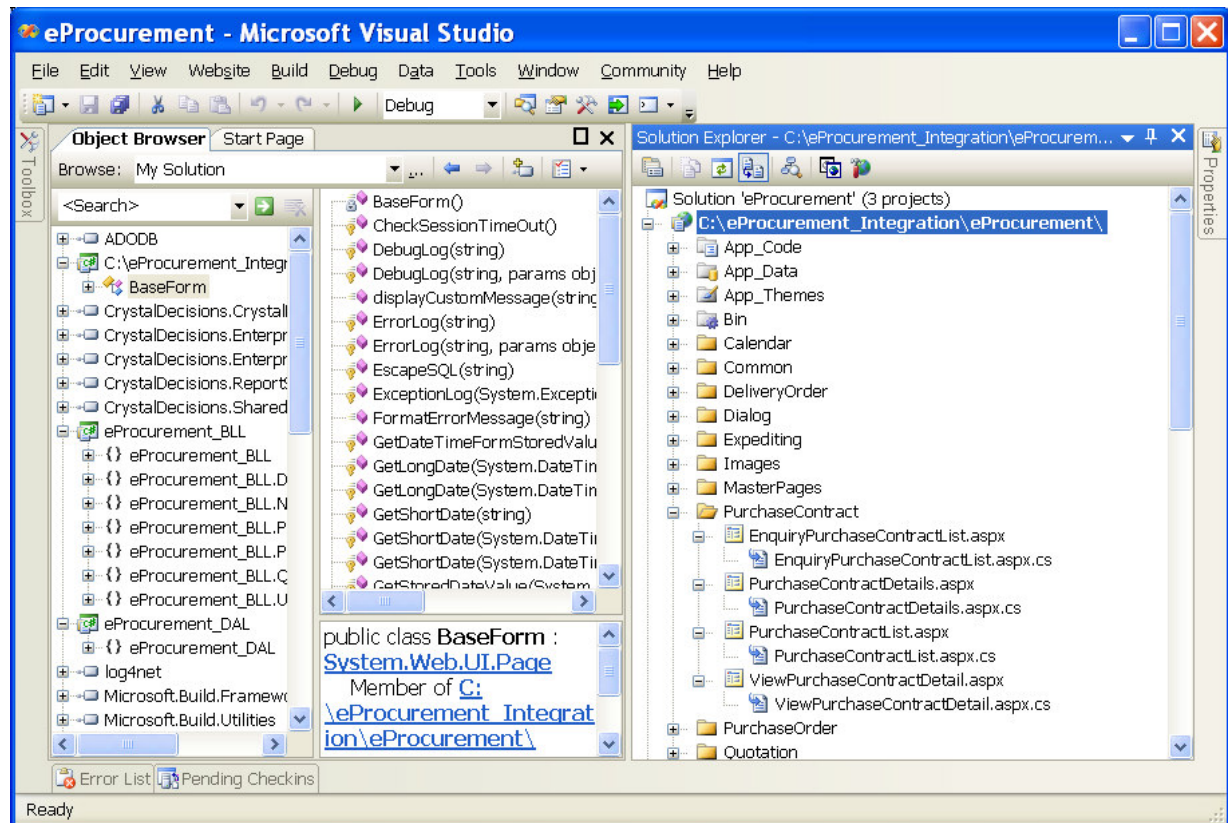 eProcurement - Microsoft Visual Studio
File Edit View Website Build Debug Data Tools Window Community Help
Debug
Toolbox
Object Browser Start Page
Browse: My Solution ...
<Search>
ADODB
C:\eProcurement_Integr
BaseForm
CrystalDecisions.Crystall
CrystalDecisions.Enterpr
CrystalDecisions.Enterpr
CrystalDecisions.Reports
CrystalDecisions.Shared
eProcurement_BLL
{} eProcurement_BLL
{} eProcurement_BLL.D
{} eProcurement_BLL.N
{} eProcurement_BLL.P
{} eProcurement_BLL.P
{} eProcurement_BLL.Q
{} eProcurement_BLL.U
eProcurement_DAL
{} eProcurement_DAL
log4net
Microsoft.Build.Framewo
Microsoft.Build.Utilities
BaseForm()
CheckSessionTimeOut()
DebugLog(string)
DebugLog(string, params obj
displayCustomMessage(string
ErrorLog(string)
ErrorLog(string, params obje
EscapeSQL(string)
ExceptionLog(System.Excepti
FormatErrorMessage(string)
GetDateTimeFormStoredValu
GetLongDate(System.DateTim
GetLongDate(System.DateTim
GetShortDate(string)
GetShortDate(System.DateTi
GetShortDate(System.DateTi
GetStoredDateValue(System
public class BaseForm :
System.Web.UI.Page
Member of C:
\eProcurement_Integrat
ion\eProcurement\
Solution Explorer - C:\eProcurement_Integration\eProcurem...
Solution 'eProcurement' (3 projects)
C:\eProcurement_Integration\eProcurement\
App_Code
App_Data
App_Themes
Bin
Calendar
Common
DeliveryOrder
Dialog
Expediting
Images
MasterPages
PurchaseContract
EnquiryPurchaseContractList.aspx
EnquiryPurchaseContractList.aspx.cs
PurchaseContractDetails.aspx
PurchaseContractDetails.aspx.cs
PurchaseContractList.aspx
PurchaseContractList.aspx.cs
ViewPurchaseContractDetail.aspx
ViewPurchaseContractDetail.aspx.cs
PurchaseOrder
Quotation
Properties
Error List Pending Checkins
Ready